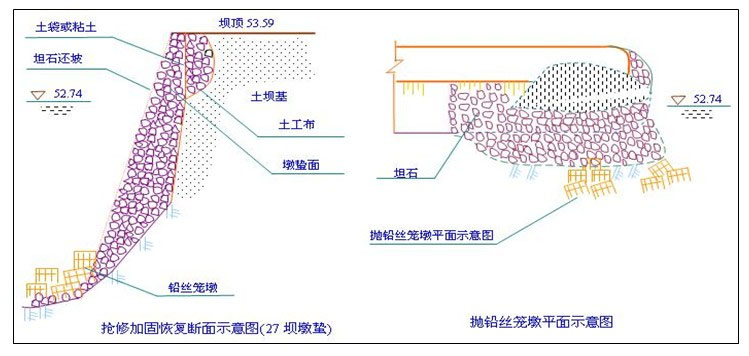 土袋或粘土
坝顶 53.59
坦石还坡
52.74
土坝基
土工布
墩蛰面
铅丝笼墩
抢修加固恢复断面示意图(27 坝墩蛰)
52.74
坦石
抛铅丝笼墩平面示意图
抛铅丝笼墩平面示意图